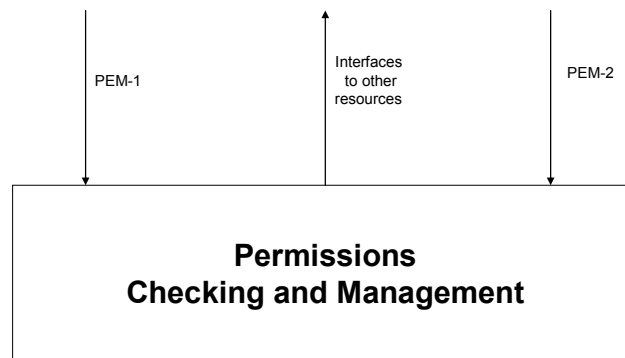 PEM-1
Interfaces
to other
resources
PEM-2
Permissions
Checking and Management